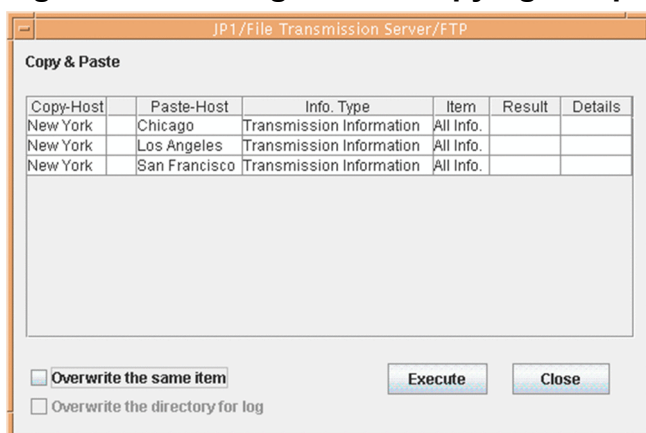 JP1/File Transmission Server/FTP
Copy & Paste
Copy-Host Paste-Host Info. Type Item Result Details
New York Chicago Transmission Information All Info.
New York Los Angeles Transmission Information All Info.
New York San Francisco Transmission Information All Info.
Overwrite the same item Execute Close
Overwrite the directory for log